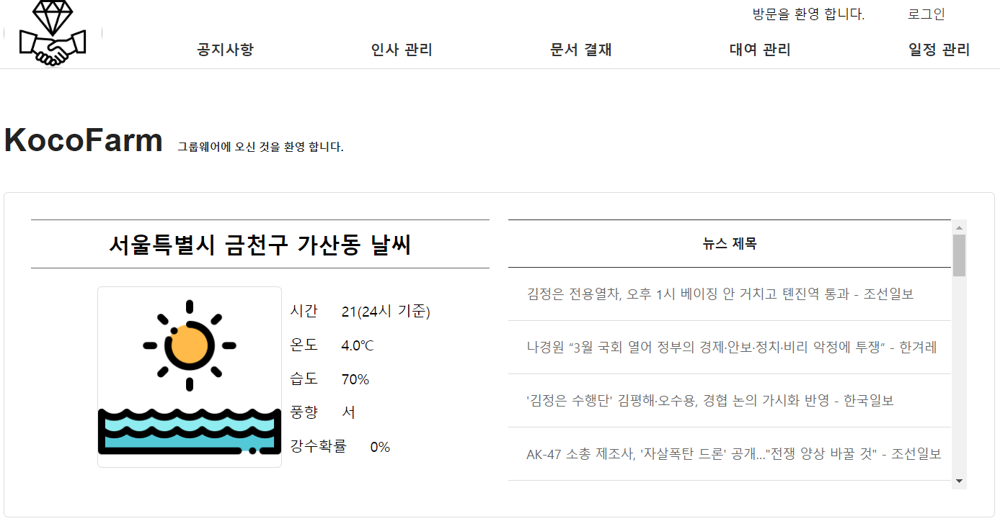 방문을 환영 합니다. 로그인
공지사항 인사 관리 문서 결재 대여 관리 일정 관리
KocoFarm 그룹웨어에 오신 것을 환영 합니다.
서울특별시 금천구 가산동 날씨
시간 21(24시 기준)
온도 4.0℃
습도 70%
풍향 서
강수확률 0%
뉴스 제목
김정은 전용열차, 오후 1시 베이징 안 거치고 톈진역 통과 - 조선일보
나경원 “3월 국회 열어 정부의 경제·안보·정치·비리 악정에 투쟁” - 한겨레
'김정은 수행단' 김평해·오수용, 경협 논의 가시화 반영 - 한국일보
AK-47 소총 제조사, '자살폭탄 드론' 공개..."전쟁 양상 바꿀 것" - 조선일보